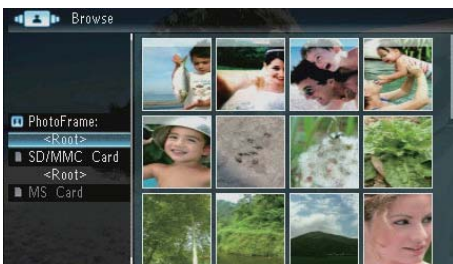 Browse
PhotoFrame:
<Root>
SD/MMC Card
<Root>
MS Card